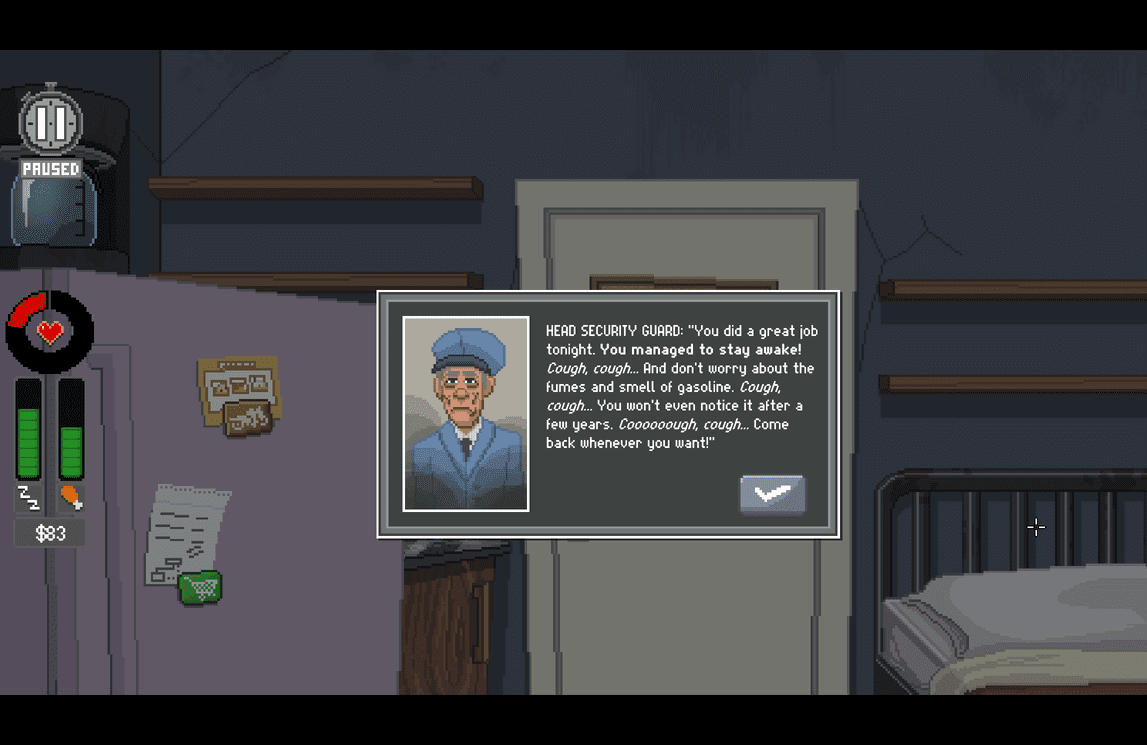 PAUSED
HEAD SECURITY GUARD: "You did a great job
tonight. You managed to stay awake!
Cough, cough... And don't worry about the
fumes and smell of gasoline. Cough,
cough... You won't even notice it after a
few years. Cooooooough, cough... Come
back whenever you want!"
ZZZ
$83